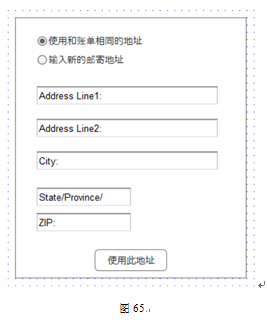 使用和账单相同的地址
输入新的邮寄地址
Address Line1:
Address Line2:
City:
State/Province/
ZIP:
使用此地址
图 65.